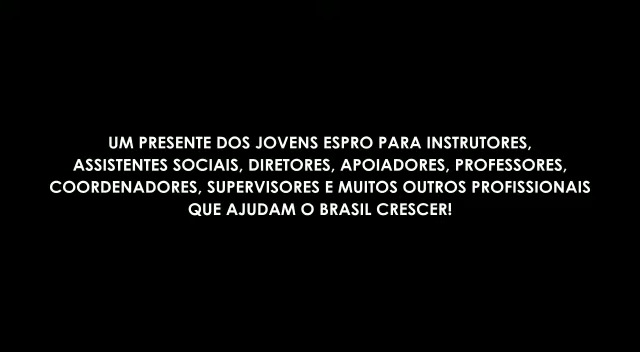 UM PRESENTE DOS JOVENS ESPRO PARA INSTRUTORES,
ASSISTENTES SOCIAIS, DIRETORES, APOIADORES, PROFESSORES,
COORDENADORES, SUPERVISORES E MUITOS OUTROS PROFISSIONAIS
QUE AJUDAM O BRASIL CRESCER!